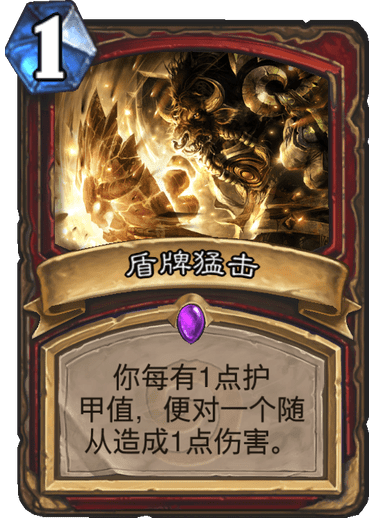 1
盾牌猛击
你每有1点护
甲值，便对一个随
从造成1点伤害。